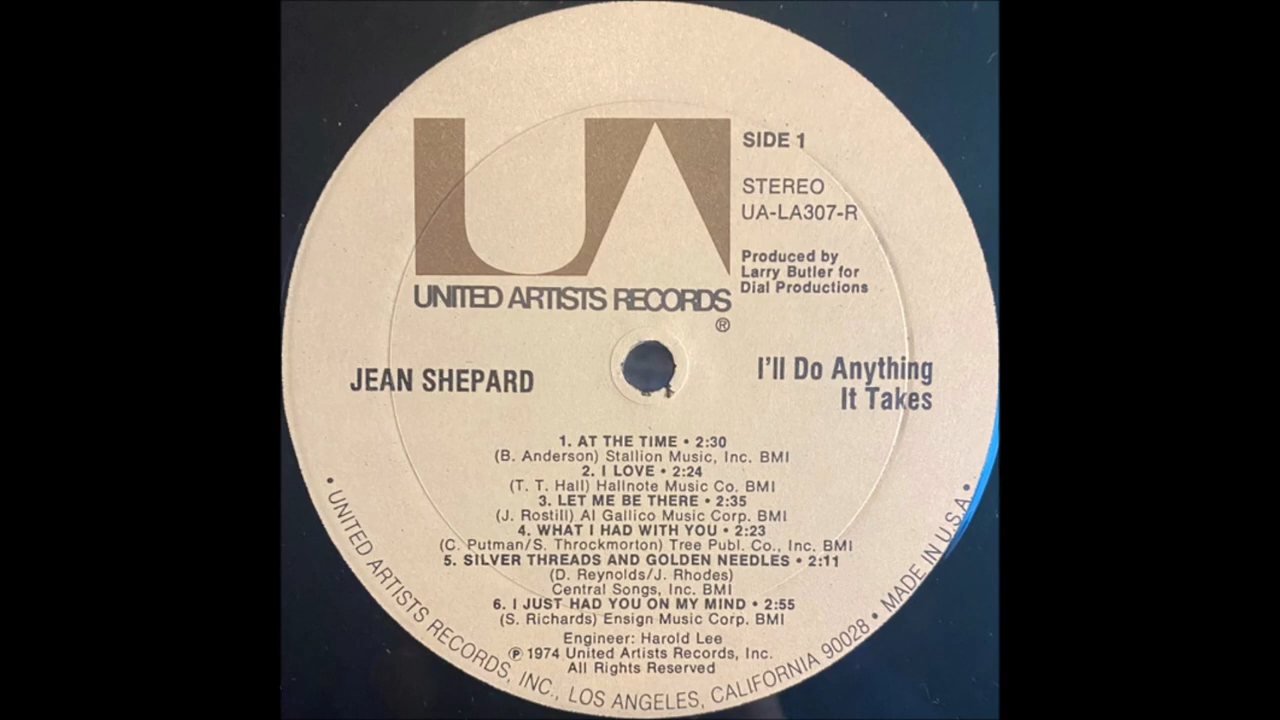 UA
SIDE 1
STEREO
UA-LA307-R
Produced by
Larry Butler for
Dial Productions
UNITED ARTISTS RECORDS
®
JEAN SHEPARD
I'll Do Anything
It Takes
1. AT THE TIME • 2:30
(B. Anderson) Stallion Music, Inc. BMI
2. I LOVE • 2:24
(T. T. Hall) Hallnote Music Co. BMI
3. LET ME BE THERE • 2:35
(J. Rostill) Al Gallico Music Corp. BMI
4. WHAT I HAD WITH YOU • 2:23
(C. Putman/S. Throckmorton) Tree Publ. Co., Inc. BMI
5. SILVER THREADS AND GOLDEN NEEDLES • 2:11
(D. Reynolds/J. Rhodes)
Central Songs, Inc. BMI
6. I JUST HAD YOU ON MY MIND • 2:55
(S. Richards) Ensign Music Corp. BMI
Engineer: Harold Lee
℗ 1974 United Artists Records, Inc.
All Rights Reserved
• UNITED ARTISTS RECORDS, INC., LOS ANGELES, CALIFORNIA 90028 • MADE IN U.S.A. •